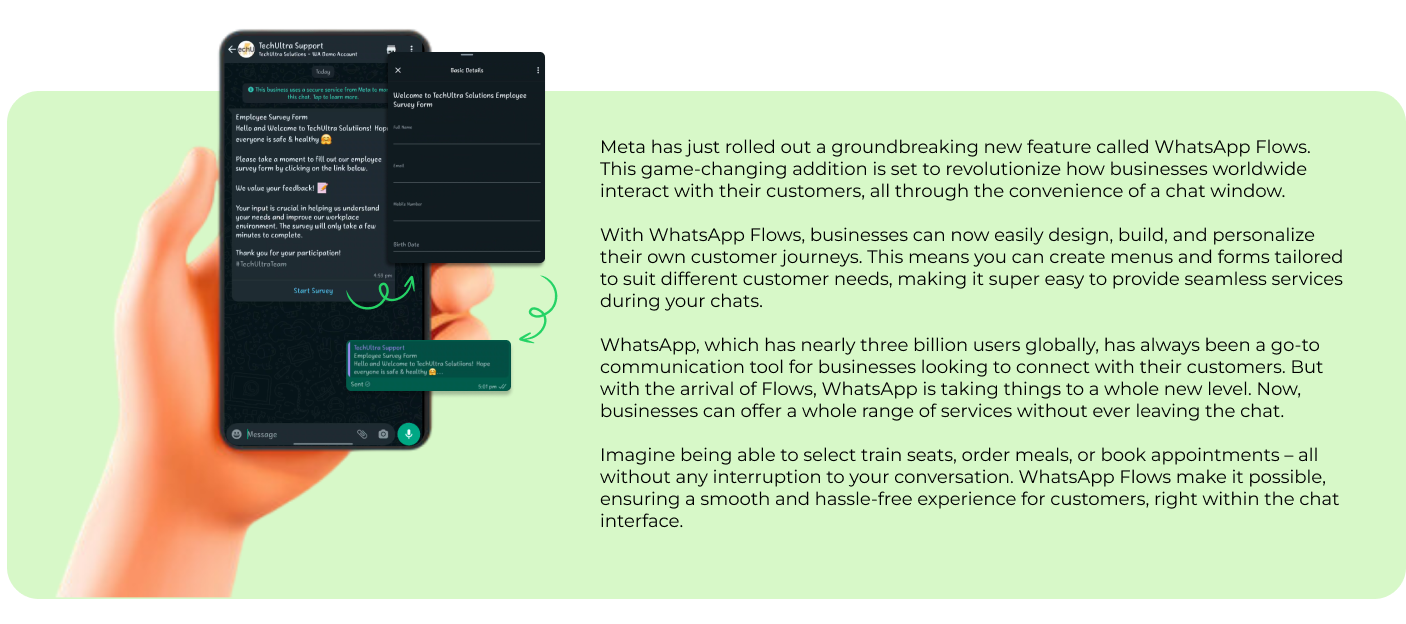 TechUltra Support
TechUltra Solutions - WA Demo Account
Today
This business uses a secure service from Meta to
this chat. Tap to learn more.
Employee Survey Form
Hello and Welcome to TechUltra Solutiions! Hope
everyone is safe & healthy 🤗
Please take a moment to fill out our employee
survey form by clicking on the link below.
We value your feedback! 📝
Your input is crucial in helping us understand
your needs and improve our workplace
environment. The survey will only take a few
minutes to complete.
Thank you for your participation!
#TechUltraTeam
4:59 pm
Start Survey
Message
Basic Details
Welcome to TechUltra Solutions Employee
Survey Form
Full Name
Email
Mobile Number
Birth Date
TechUltra Support
Employee Survey Form
Hello and Welcome to TechUltra Solutiions! Hope
everyone is safe & healthy 🤗....
Sent
5:01 pm
Meta has just rolled out a groundbreaking new feature called WhatsApp Flows.
This game-changing addition is set to revolutionize how businesses worldwide
interact with their customers, all through the convenience of a chat window.
With WhatsApp Flows, businesses can now easily design, build, and personalize
their own customer journeys. This means you can create menus and forms tailored
to suit different customer needs, making it super easy to provide seamless services
during your chats.
WhatsApp, which has nearly three billion users globally, has always been a go-to
communication tool for businesses looking to connect with their customers. But
with the arrival of Flows, WhatsApp is taking things to a whole new level. Now,
businesses can offer a whole range of services without ever leaving the chat.
Imagine being able to select train seats, order meals, or book appointments – all
without any interruption to your conversation. WhatsApp Flows make it possible,
ensuring a smooth and hassle-free experience for customers, right within the chat
interface.